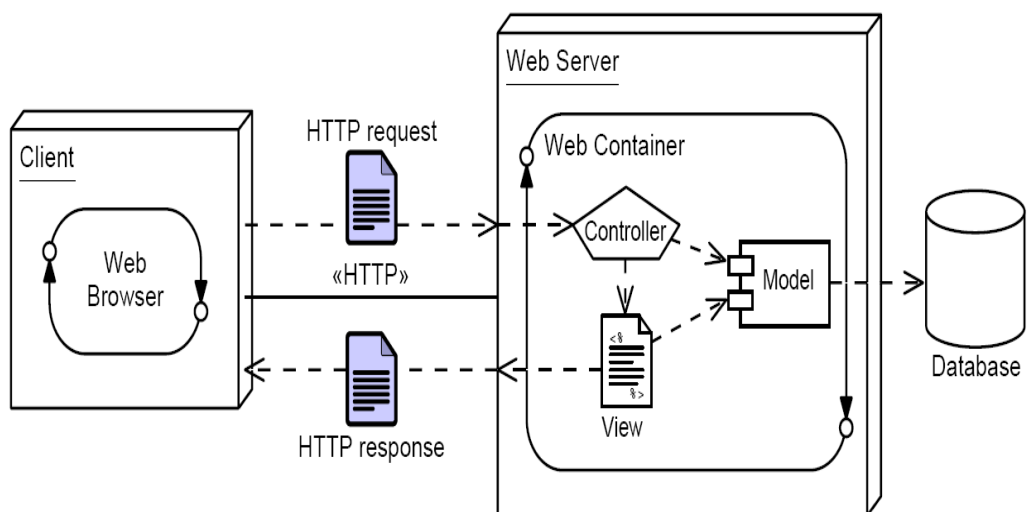 Web Server
Client
HTTP request
Web Container
Controller
Web
Browser
«HTTP»
Model
<%
%>
View
HTTP response
Database